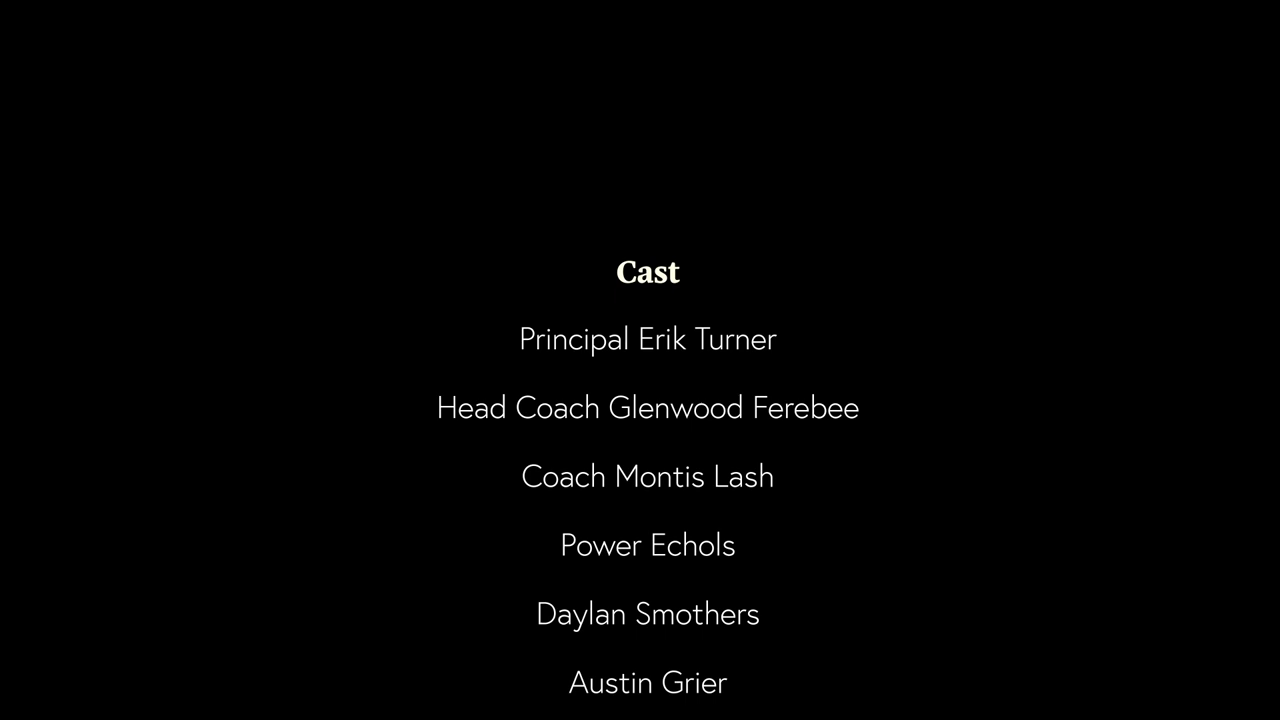 Cast
Principal Erik Turner
Head Coach Glenwood Ferebee
Coach Montis Lash
Power Echols
Daylan Smothers
Austin Grier